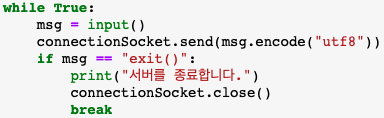 while True:
    msg = input()
    connectionSocket.send(msg.encode("utf8"))
    if msg == "exit()":
        print("서버를 종료합니다.")
        connectionSocket.close()
        break